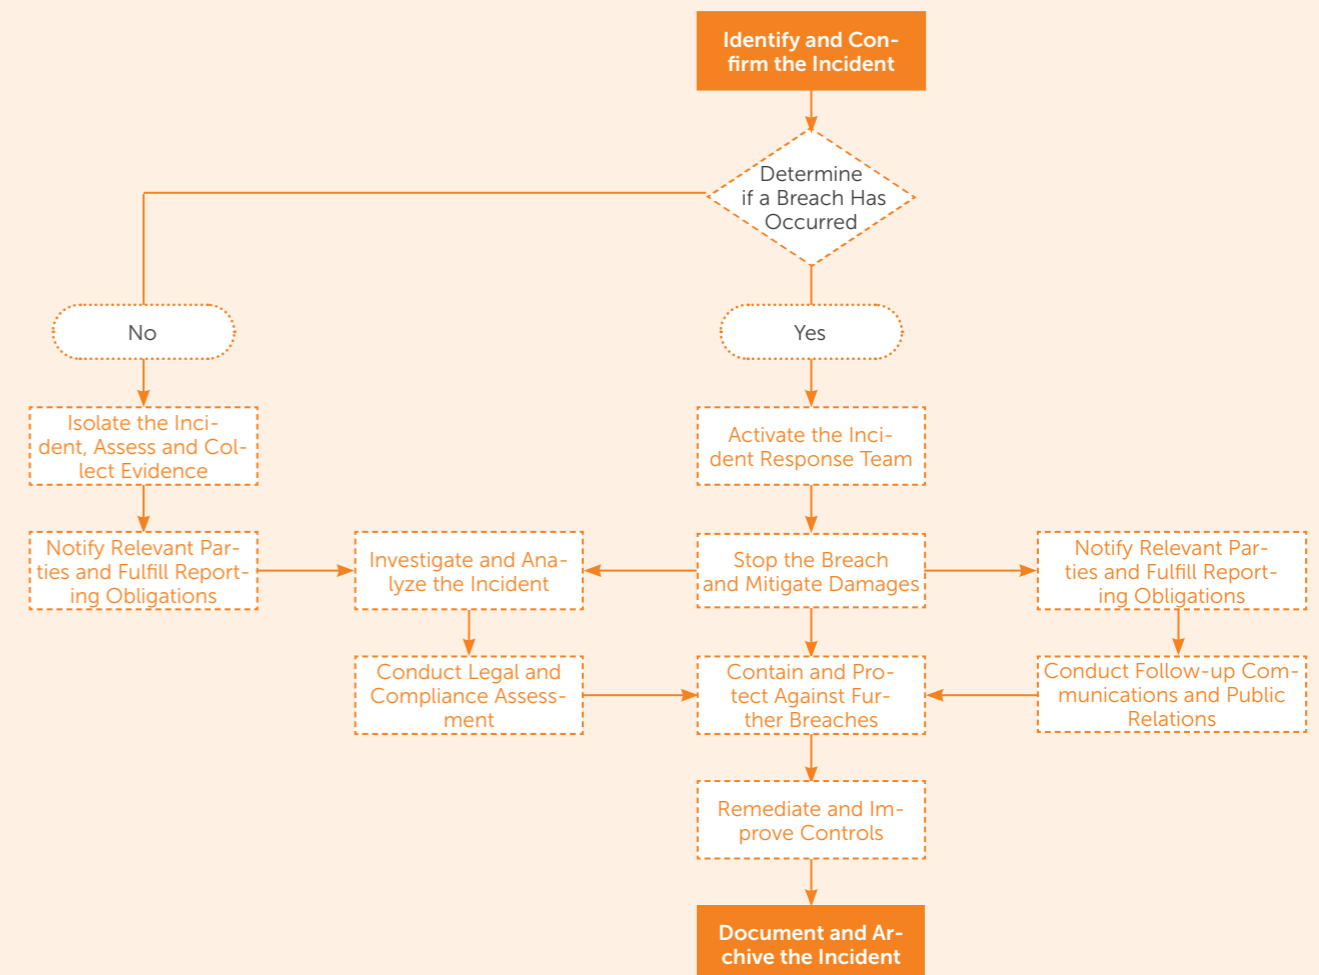 Identify and Con-
firm the Incident
Determine
if a Breach Has
Occurred
No
Yes
Isolate the Inci-
dent, Assess and Col-
lect Evidence
Activate the Inci-
dent Response Team
Notify Relevant Par-
ties and Fulfill Report-
ing Obligations
Investigate and Ana-
lyze the Incident
Stop the Breach
and Mitigate Damages
Notify Relevant Par-
ties and Fulfill Report-
ing Obligations
Conduct Legal and
Compliance Assess-
ment
Contain and Pro-
tect Against Fur-
ther Breaches
Conduct Follow-up Com-
munications and Public
Relations
Remediate and Im-
prove Controls
Document and Ar-
chive the Incident